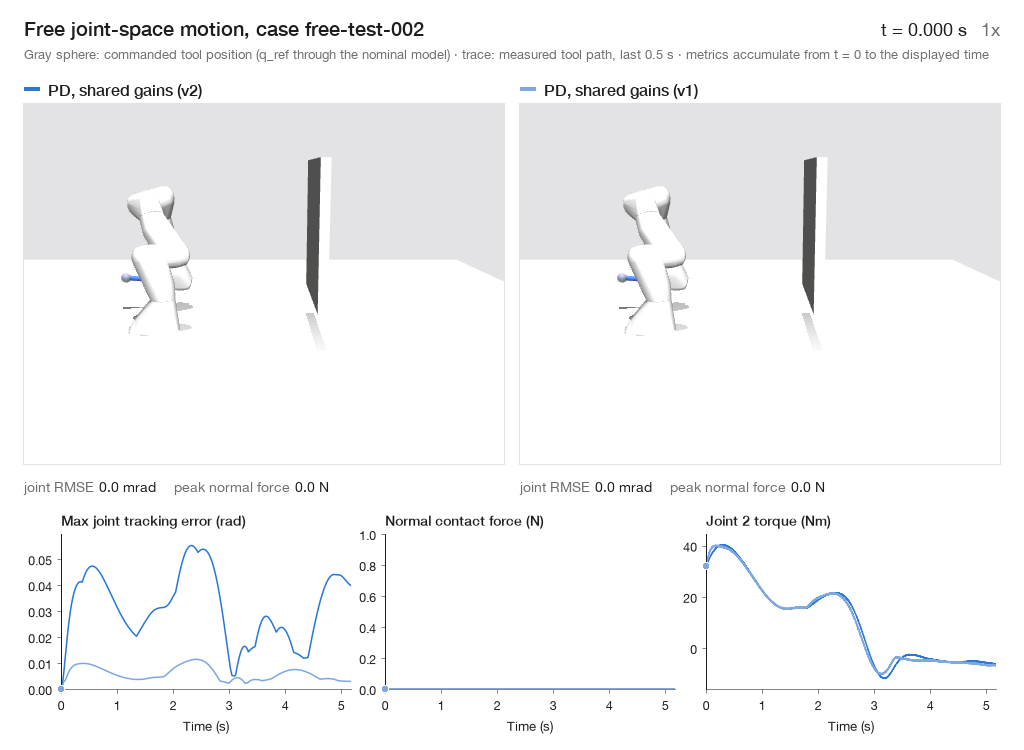 Free joint-space motion, case free-test-002
t = 0.000 s 1x
Gray sphere: commanded tool position (q_ref through the nominal model) · trace: measured tool path, last 0.5 s · metrics accumulate from t = 0 to the displayed time
PD, shared gains (v2)
PD, shared gains (v1)
joint RMSE 0.0 mrad peak normal force 0.0 N
joint RMSE 0.0 mrad peak normal force 0.0 N
Max joint tracking error (rad)
0.05
0.04
0.03
0.02
0.01
0.00
0 1 2 3 4 5
Time (s)
Normal contact force (N)
1.0
0.8
0.6
0.4
0.2
0.0
0 1 2 3 4 5
Time (s)
Joint 2 torque (Nm)
40
20
0
0 1 2 3 4 5
Time (s)